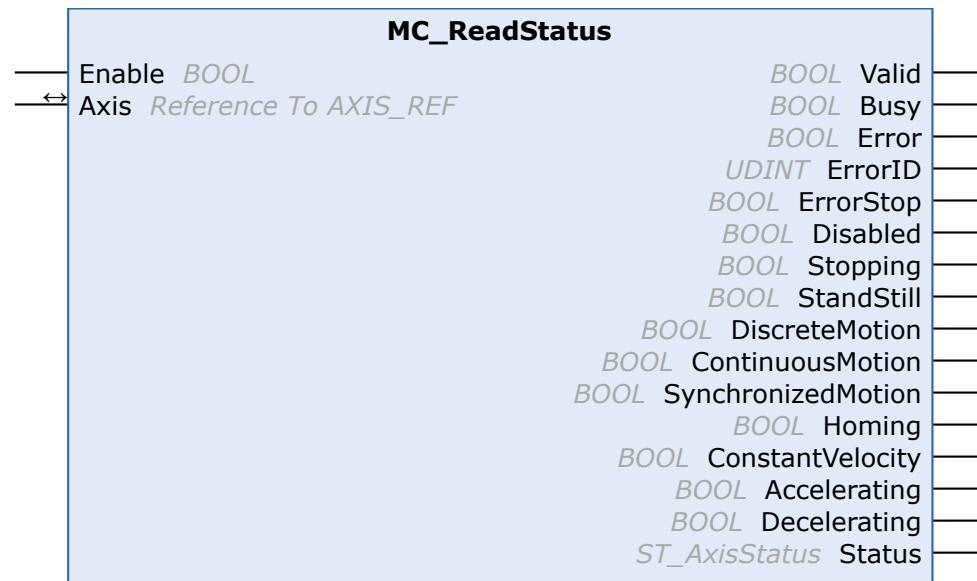 MC_ReadStatus
Enable BOOL BOOL Valid
↔ Axis Reference To AXIS_REF BOOL Busy
BOOL Error
UDINT ErrorID
BOOL ErrorStop
BOOL Disabled
BOOL Stopping
BOOL StandStill
BOOL DiscreteMotion
BOOL ContinuousMotion
BOOL SynchronizedMotion
BOOL Homing
BOOL ConstantVelocity
BOOL Accelerating
BOOL Decelerating
ST_AxisStatus Status